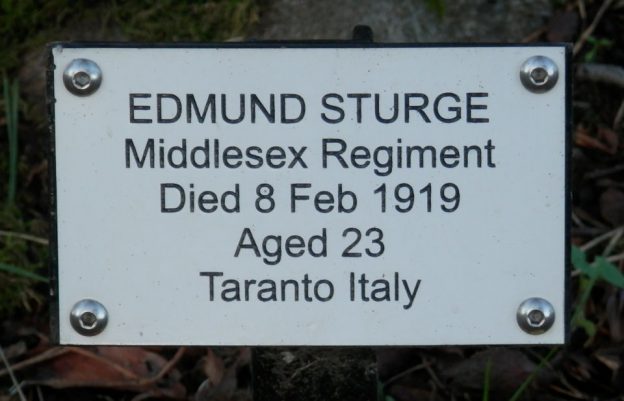 EDMUND STURGE
Middlesex Regiment
Died 8 Feb 1919
Aged 23
Taranto Italy